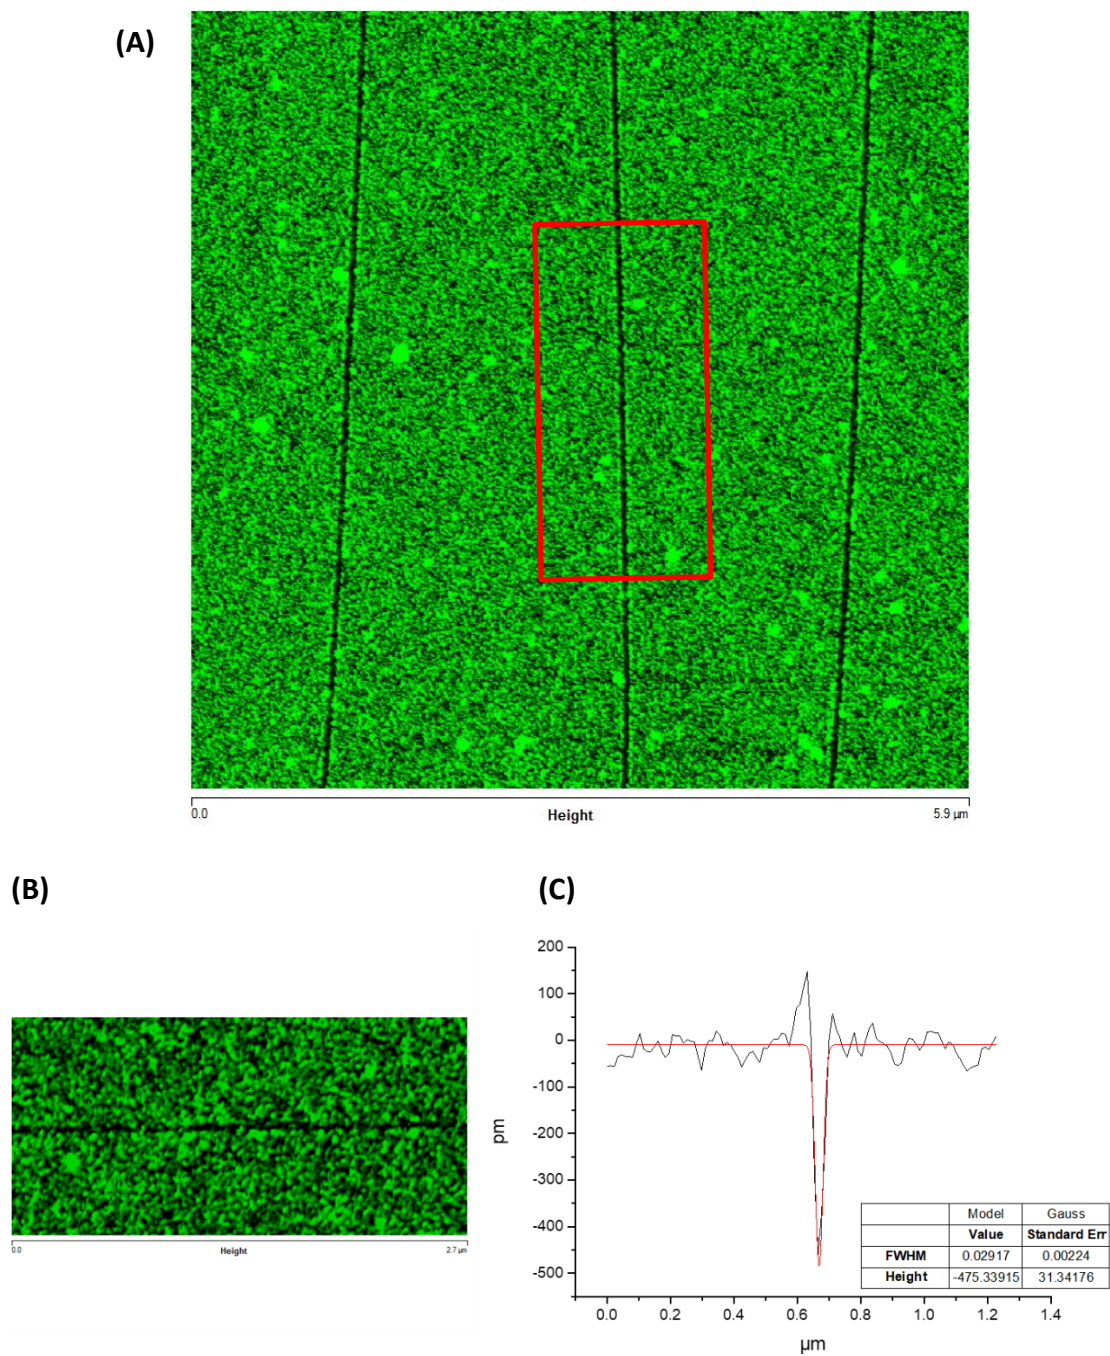 (A)
0.0 Height 5.9 µm
(B)
(C)
0.0 Height 2.7 µm
200
100
0
-100
-200
-300
-400
-500
pm
0.0 0.2 0.4 0.6 0.8 1.0 1.2 1.4
µm
Model Gauss
Value Standard Err
FWHM 0.02917 0.00224
Height -475.33915 31.34176